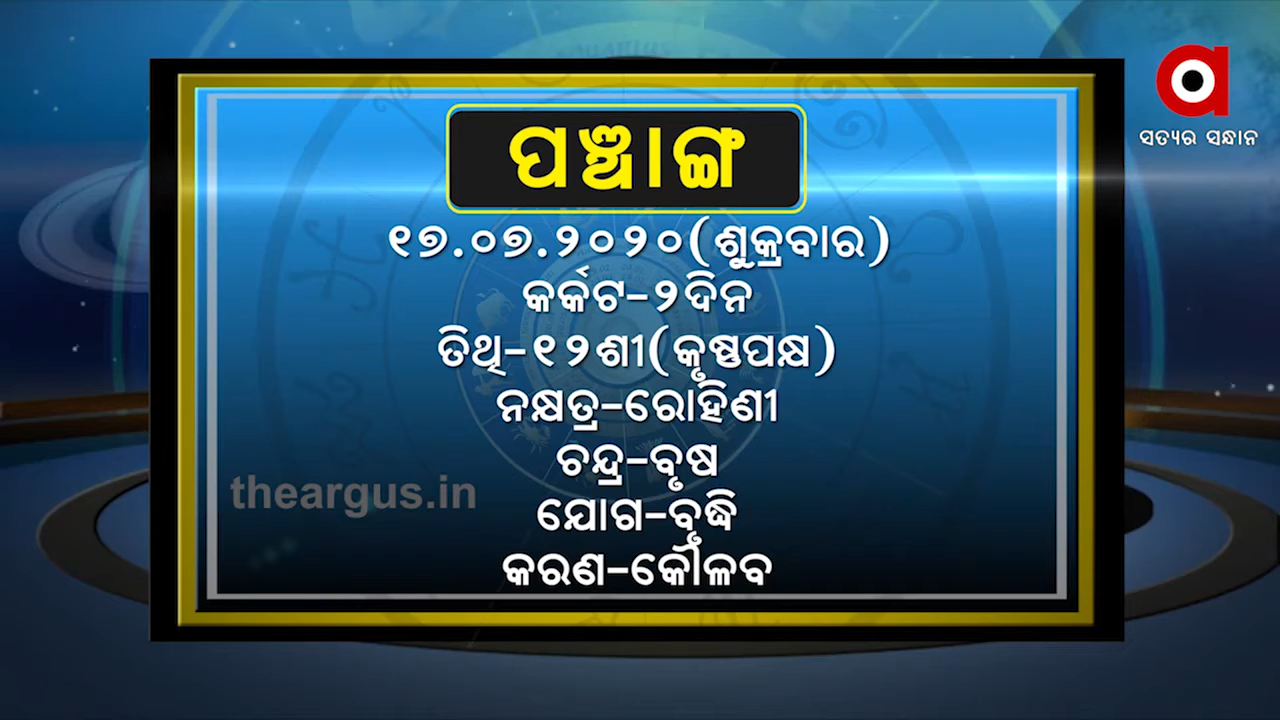 ପଞ୍ଚାଙ୍ଗ
ସତ୍ୟର ସନ୍ଧାନ
୧୭.୦୭.୨୦୨୦(ଶୁକ୍ରବାର)
କର୍କଟ-୨ଦିନ
ତିଥି-୧୨ଶୀ(କୃଷ୍ଣପକ୍ଷ)
ନକ୍ଷତ୍ର-ରୋହିଣୀ
ଚନ୍ଦ୍ର-ବୃଷ
theargus.in
ଯୋଗ-ବୃଦ୍ଧି
କରଣ-କୌଳବ